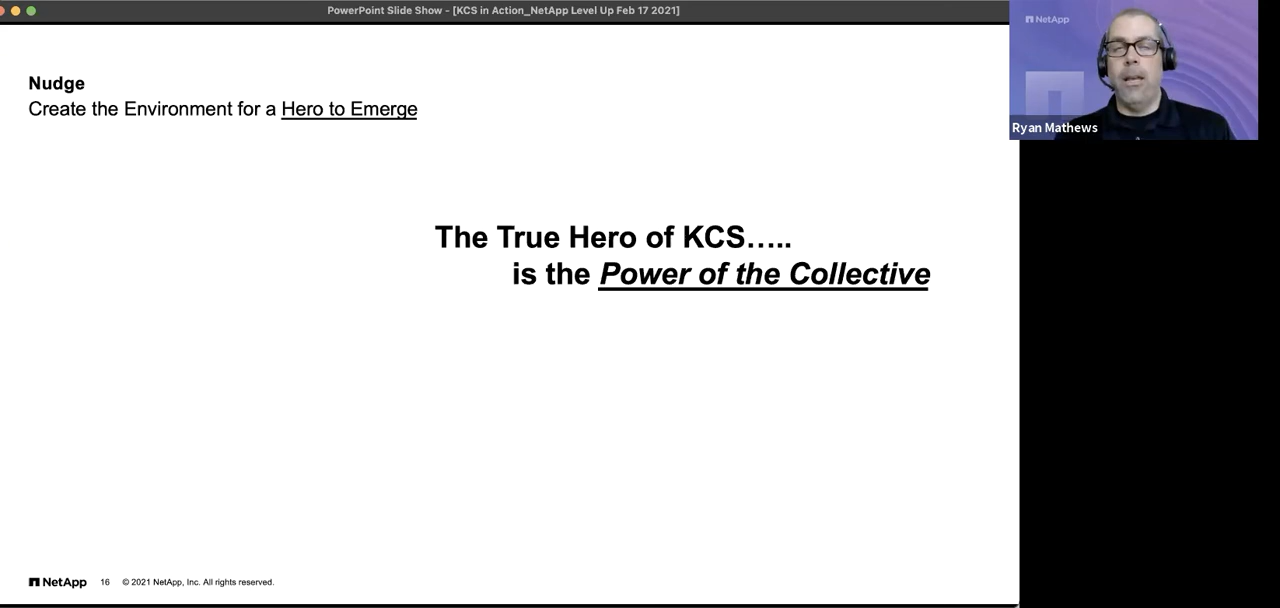 PowerPoint Slide Show - [KCS in Action_NetApp Level Up Feb 17 2021]
NetApp
Ryan Mathews
Nudge
Create the Environment for a Hero to Emerge
The True Hero of KCS.....
is the Power of the Collective
NetApp 16 © 2021 NetApp, Inc. All rights reserved.